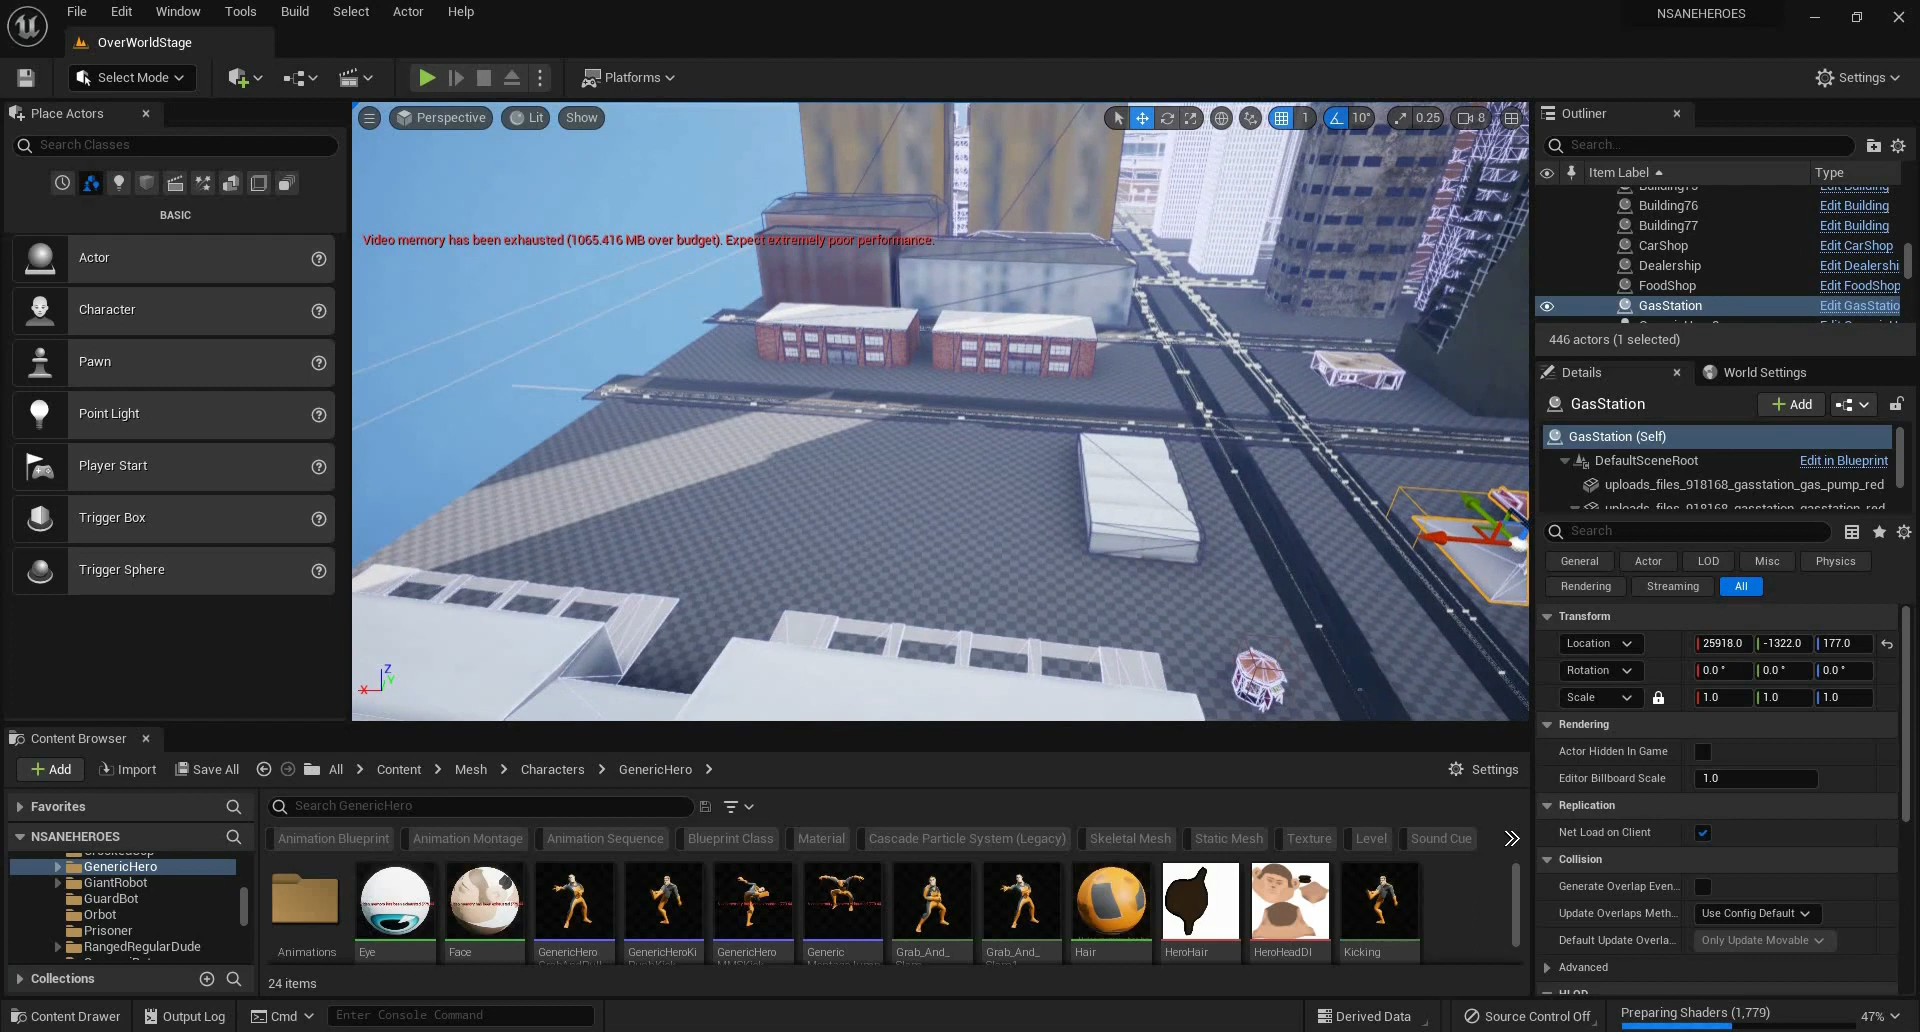 File Edit Window Tools Build Select Actor Help
NSANEHEROES
OverWorldStage
Select Mode
Platforms
Settings
Place Actors
Search Classes
BASIC
Actor
Character
Pawn
Point Light
Player Start
Trigger Box
Trigger Sphere
Perspective Lit Show
1 10° 0.25 8
Video memory has been exhausted (1065.416 MB over budget). Expect extremely poor performance.
Z
X Y
Outliner
Search...
Item Label Type
Building76 Edit Building
Building77 Edit Building
CarShop Edit CarShop
Dealership Edit Dealershi
FoodShop Edit FoodShop
GasStation Edit GasStatio
446 actors (1 selected)
Details World Settings
GasStation Add
GasStation (Self)
DefaultSceneRoot Edit in Blueprint
uploads_files_918168_gasstation_gas_pump_red
uploads_files_918168_gasstation_gasstation_red
Search
General Actor LOD Misc Physics
Rendering Streaming All
Transform
Location 25918.0 -1322.0 177.0
Rotation 0.0° 0.0° 0.0°
Scale 1.0 1.0 1.0
Rendering
Actor Hidden In Game
Editor Billboard Scale 1.0
Replication
Net Load on Client
Collision
Generate Overlap Even...
Update Overlaps Meth... Use Config Default
Default Update Overla... Only Update Movable
Advanced
HLOD
Content Browser
Add Import Save All All Content Mesh Characters GenericHero Settings
Favorites
NSANEHEROES
GenericHero
GiantRobot
GuardBot
Orbot
Prisoner
RangedRegularDude
Collections
Search GenericHero
Animation Blueprint Animation Montage Animation Sequence Blueprint Class Material Cascade Particle System (Legacy) Skeletal Mesh Static Mesh Texture Level Sound Cue
Animations Eye Face GenericHero GenericHeroKi GenericHero Generic Grab_And_ Grab_And_ Hair HeroHair HeroHeadDI Kicking
24 items
Content Drawer Output Log Cmd Enter Console Command Derived Data Source Control Off Preparing Shaders (1,779) 47%